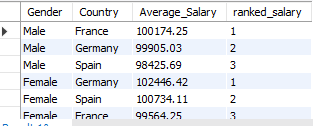 Gender Country Average_Salary ranked_salary
Male France 100174.25 1
Male Germany 99905.03 2
Male Spain 98425.69 3
Female Germany 102446.42 1
Female Spain 100734.11 2
Female France 99564.25 3